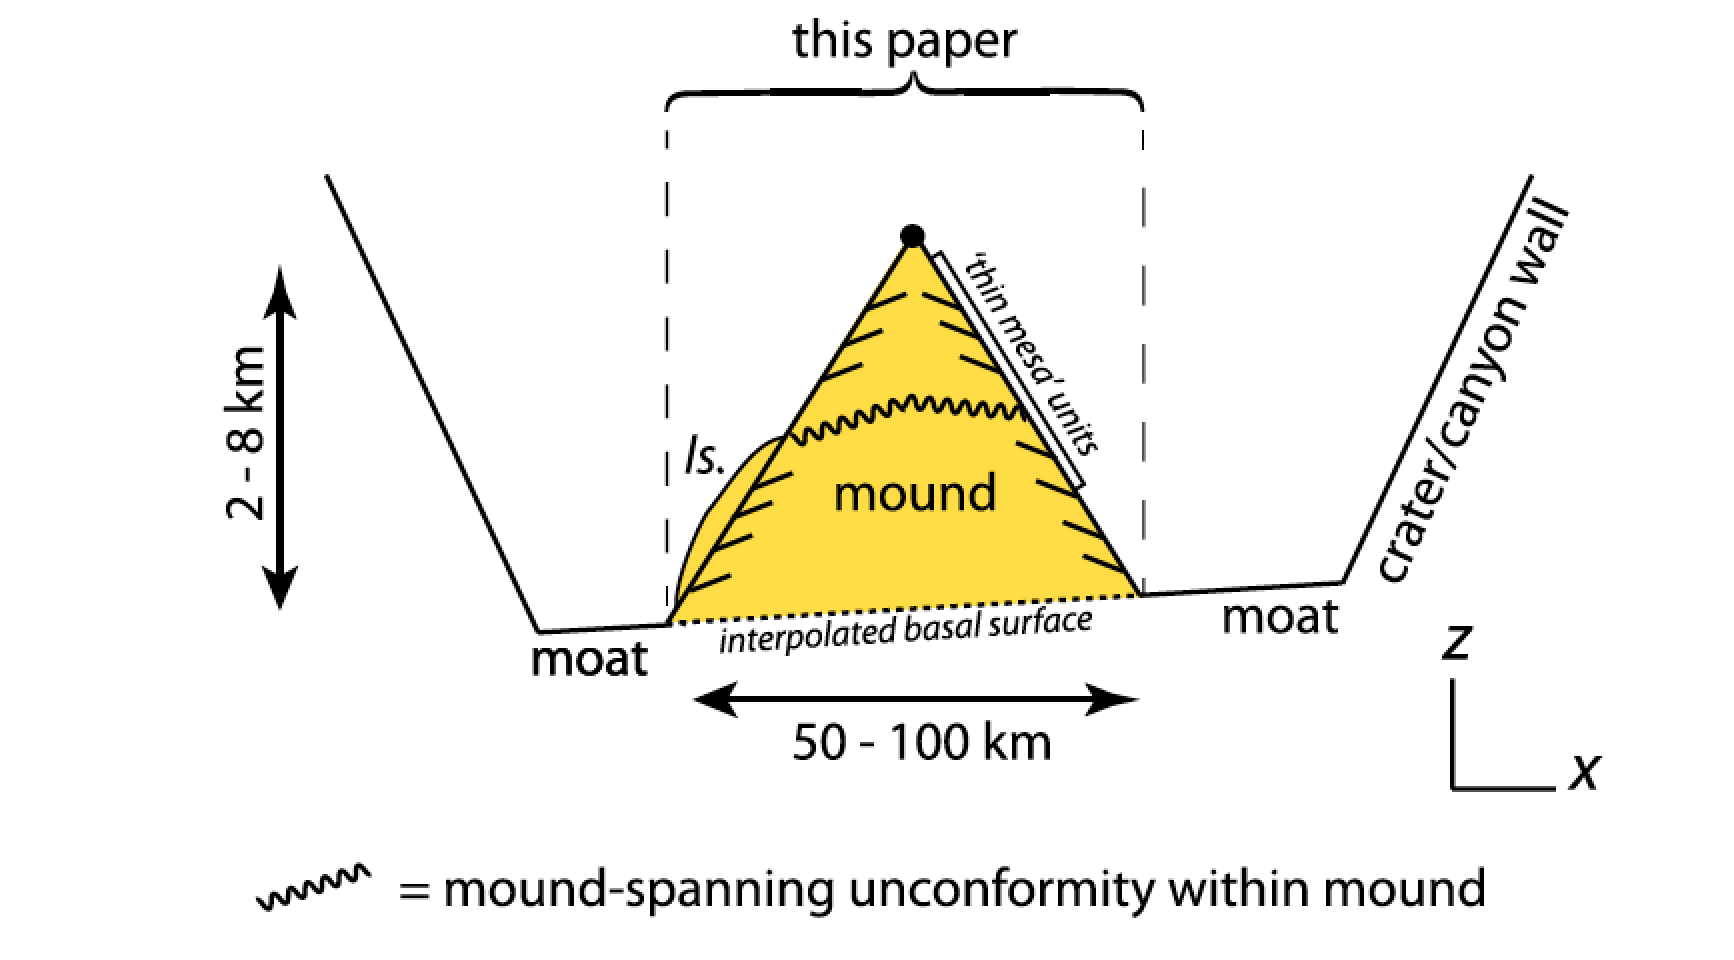 this paper
2 - 8 km
ls.
'thin mesa' units
mound
crater/canyon wall
interpolated basal surface
moat
moat
50 - 100 km
z
x
= mound-spanning unconformity within mound